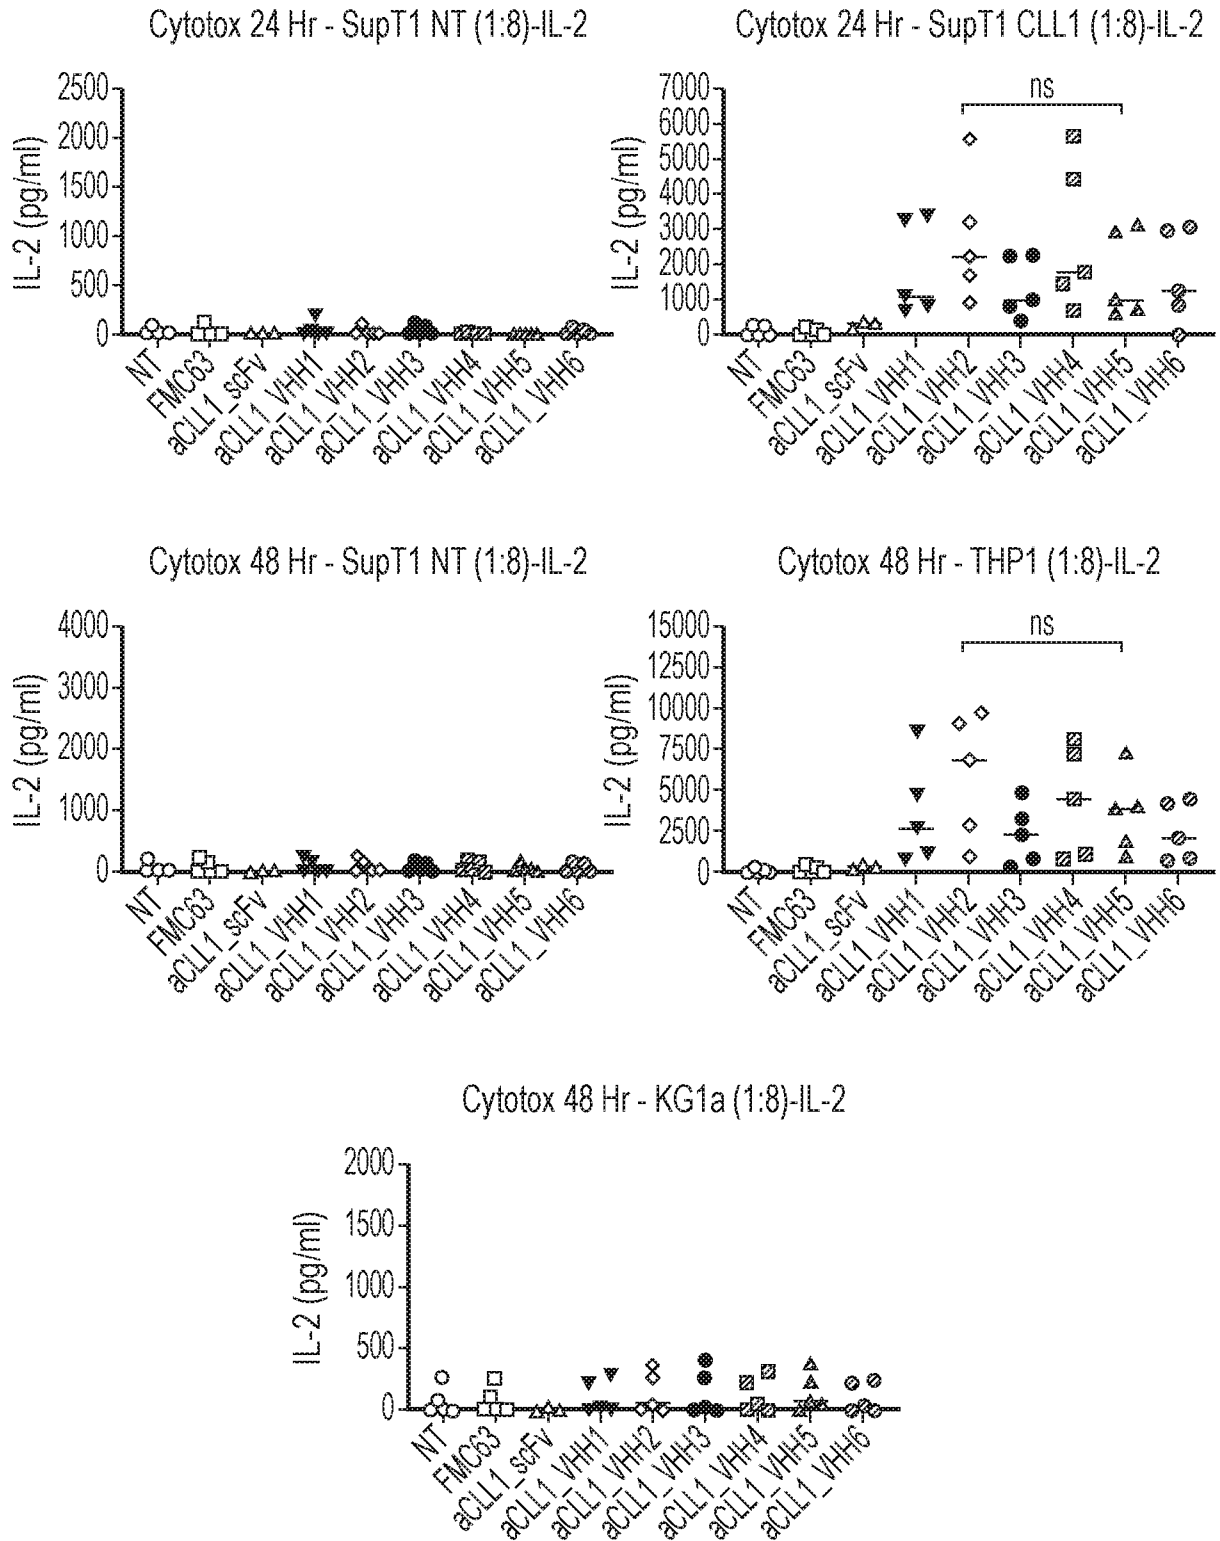 Cytotox 24 Hr - SupT1 NT (1:8)-IL-2
IL-2 (pg/ml)
2500
2000
1500
1000
500
0
NT
FMC63
aCLL1_scFv
aCLL1_VHH1
aCLL1_VHH2
aCLL1_VHH3
aCLL1_VHH4
aCLL1_VHH5
aCLL1_VHH6
Cytotox 24 Hr - SupT1 CLL1 (1:8)-IL-2
ns
IL-2 (pg/ml)
7000
6000
5000
4000
3000
2000
1000
0
NT
FMC63
aCLL1_scFv
aCLL1_VHH1
aCLL1_VHH2
aCLL1_VHH3
aCLL1_VHH4
aCLL1_VHH5
aCLL1_VHH6
Cytotox 48 Hr - SupT1 NT (1:8)-IL-2
IL-2 (pg/ml)
4000
3000
2000
1000
0
NT
FMC63
aCLL1_scFv
aCLL1_VHH1
aCLL1_VHH2
aCLL1_VHH3
aCLL1_VHH4
aCLL1_VHH5
aCLL1_VHH6
Cytotox 48 Hr - THP1 (1:8)-IL-2
ns
IL-2 (pg/ml)
15000
12500
10000
7500
5000
2500
0
NT
FMC63
aCLL1_scFv
aCLL1_VHH1
aCLL1_VHH2
aCLL1_VHH3
aCLL1_VHH4
aCLL1_VHH5
aCLL1_VHH6
Cytotox 48 Hr - KG1a (1:8)-IL-2
IL-2 (pg/ml)
2000
1500
1000
500
0
NT
FMC63
aCLL1_scFv
aCLL1_VHH1
aCLL1_VHH2
aCLL1_VHH3
aCLL1_VHH4
aCLL1_VHH5
aCLL1_VHH6